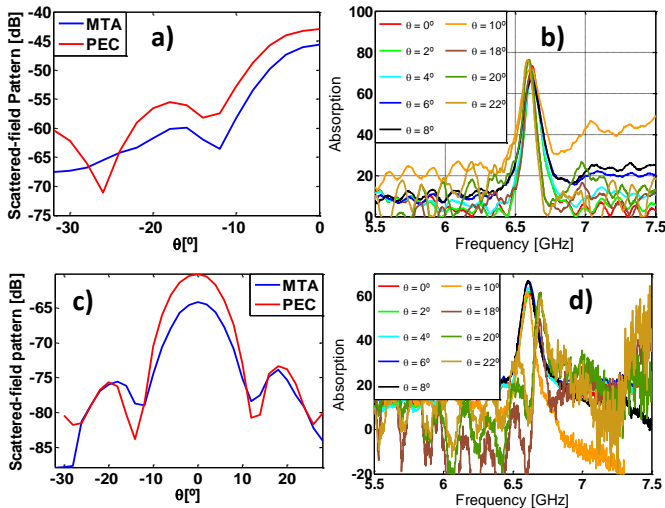 -40
-45
-50
-55
-60
-65
-70
-75
MTA
PEC
a)
Scattered-field Pattern [dB]
-30
-20
-10
0
θ[º]
100
80
60
40
20
0
b)
θ = 0º
θ = 2º
θ = 4º
θ = 6º
θ = 8º
θ = 10º
θ = 18º
θ = 20º
θ = 22º
Absorption
5.5
6
6.5
7
7.5
Frequency [GHz]
-65
-70
-75
-80
-85
c)
MTA
PEC
Scattered-field pattern [dB]
-30
-20
-10
0
10
20
θ[º]
60
40
20
0
-20
d)
θ = 0º
θ = 2º
θ = 4º
θ = 6º
θ = 8º
θ = 10º
θ = 18º
θ = 20º
θ = 22º
Absorption
5.5
6
6.5
7
7.5
Frequency [GHz]